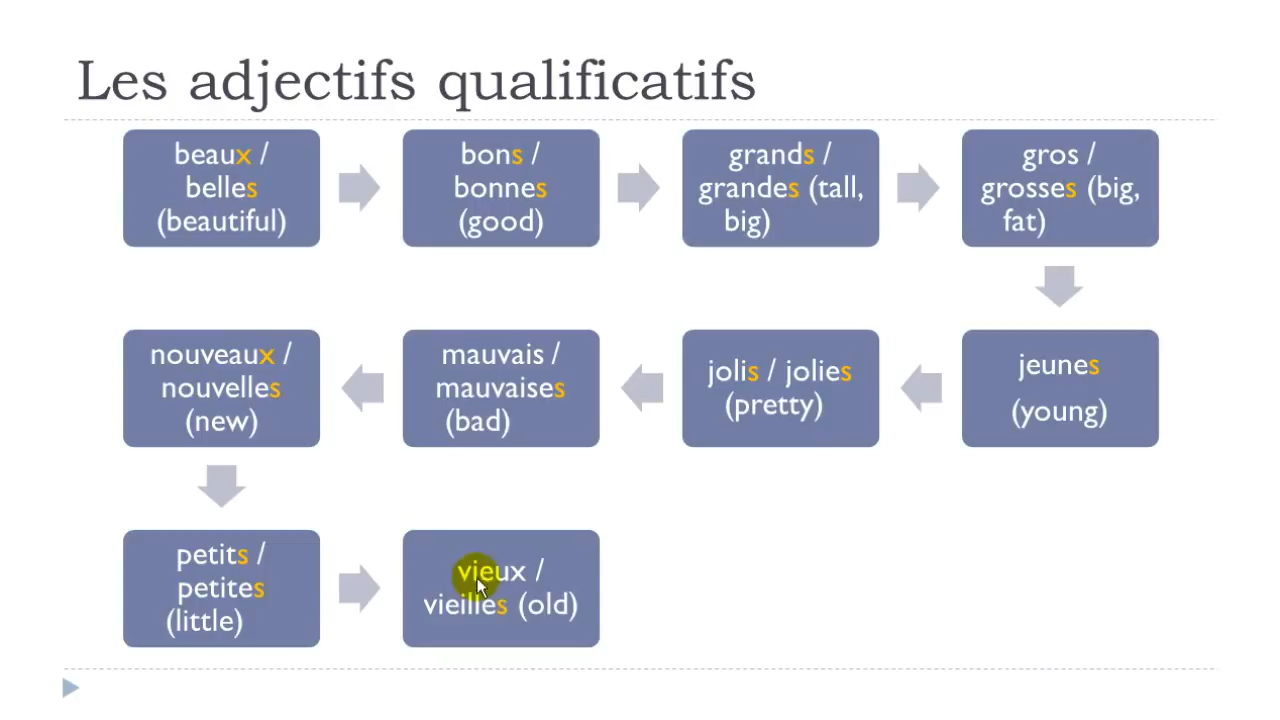 Les adjectifs qualificatifs
beaux /
belles
(beautiful)
bons /
bonnes
(good)
grands /
grandes (tall,
big)
gros /
grosses (big,
fat)
jeunes
(young)
jolis / jolies
(pretty)
mauvais /
mauvaises
(bad)
nouveaux /
nouvelles
(new)
petits /
petites
(little)
vieux /
vieilles (old)